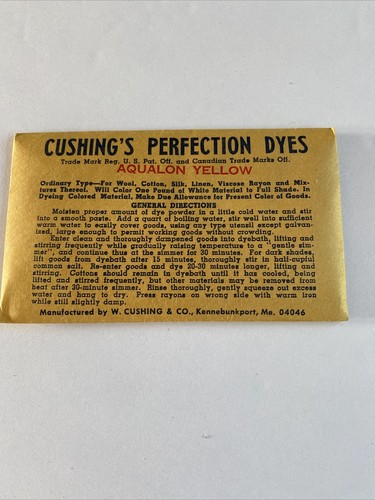 CUSHING'S PERFECTION DYES
Trade Mark Reg. U. S. Pat. Off. and Canadian Trade Marks Off.
AQUALON YELLOW
Ordinary Type—For Wool, Cotton, Silk, Linen, Viscose Rayon and Mix-
tures Thereof. Will Color One Pound of White Material to Full Shade. In
Dyeing Colored Material, Make Due Allowance for Present Color of Goods.
GENERAL DIRECTIONS
Moisten proper amount of dye powder in a little cold water and stir
into a smooth paste. Add a quart of boiling water, stir well into sufficient
warm water to easily cover goods, using any type utensil except galvan-
ized, large enough to permit working goods without crowding.
Enter clean and thoroughly dampened goods into dyebath, lifting and
stirring frequently while gradually raising temperature to a "gentle sim-
mer", and continue thus at the simmer for 30 minutes. For dark shades,
lift goods from dyebath after 15 minutes, thoroughly stir in half-cupful
common salt. Re-enter goods and dye 20-30 minutes longer, lifting and
stirring. Cottons should remain in dyebath until it has cooled, being
lifted and stirred frequently, but other materials may be removed from
heat after 30-minute simmer. Rinse thoroughly, gently squeeze out excess
water and hang to dry. Press rayons on wrong side with warm iron
while still slightly damp.
Manufactured by W. CUSHING & CO., Kennebunkport, Me. 04046